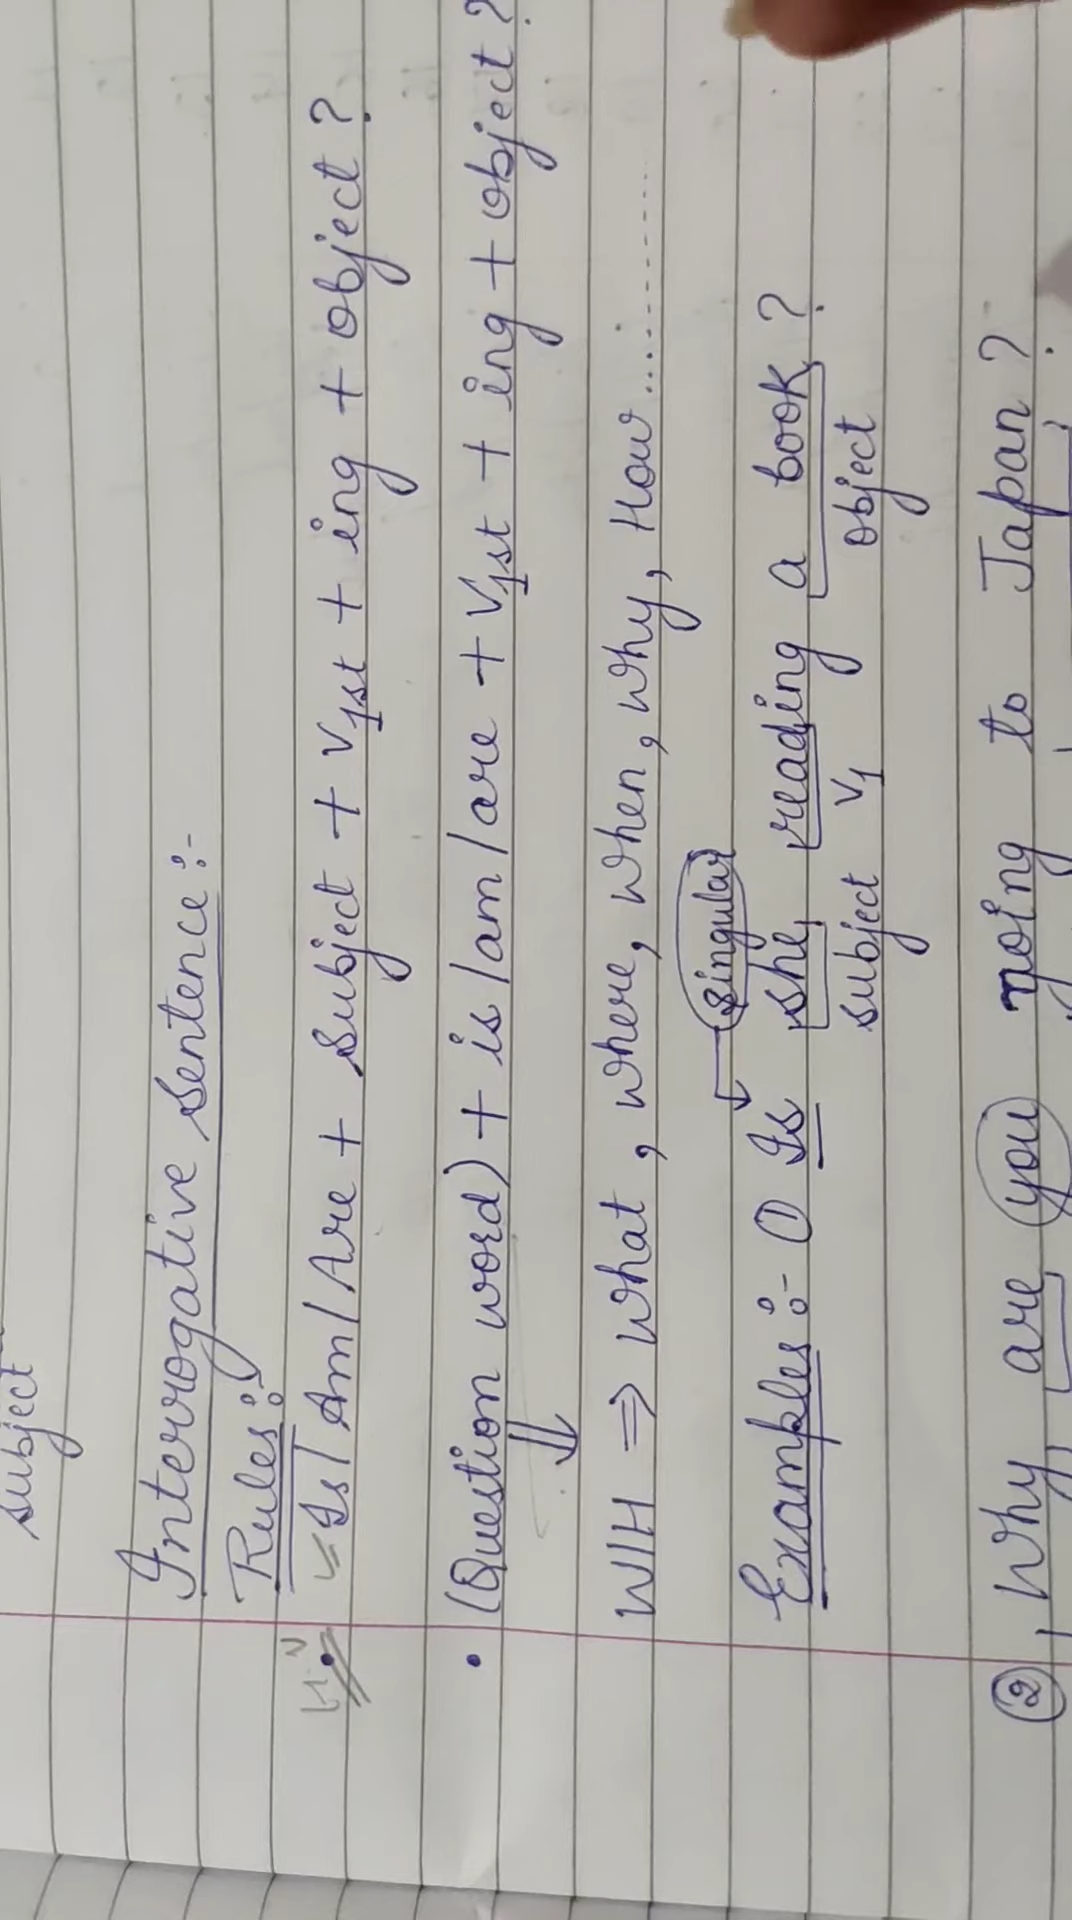 subject
Interrogative sentence :-
Rules :
Is/Am/Are + subject + V1st + ing + object ?
• (Question word) + is/am/are + V1st + ing + object ?
WH ⇒ what, where, when, why, How............
singular
Examples :- ① Is she reading a book ?
subject V1 object
② Why are you going to Japan ?